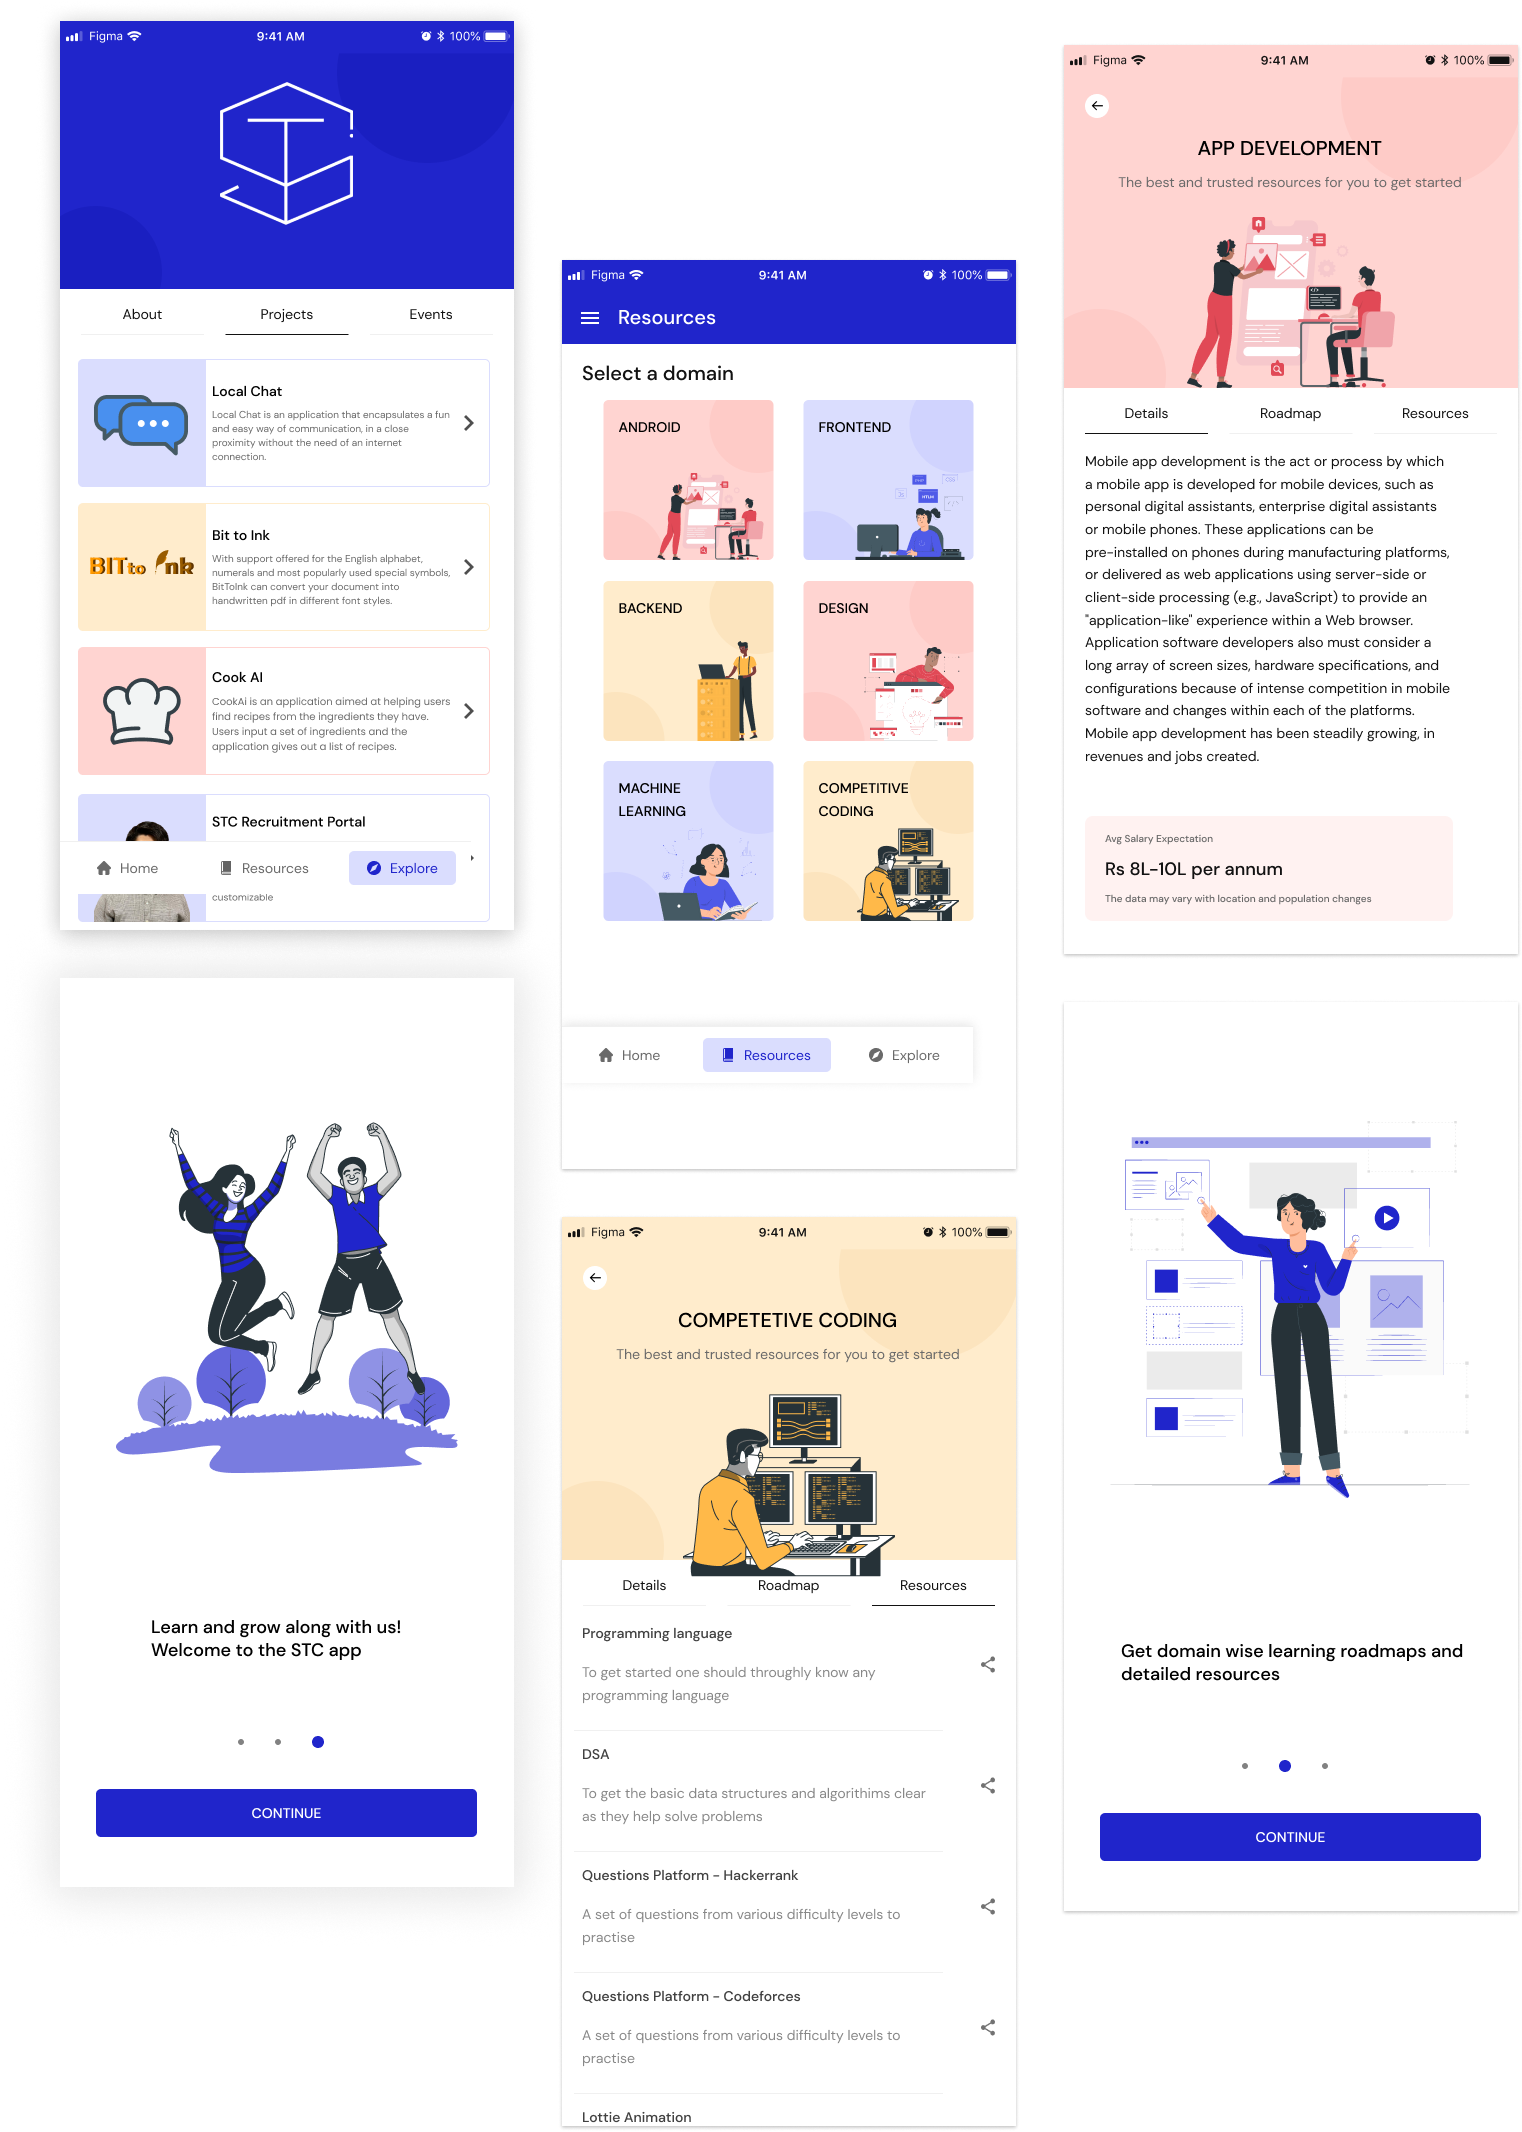 Figma
9:41 AM
100%
About
Projects
Events
Local Chat
Local Chat is an application that encapsulates a fun
and easy way of communication, in a close
proximity without the need of an internet
connection.
BITto Ink
Bit to Ink
With support offered for the English alphabet,
numerals and most popularly used special symbols,
BitToInk can convert your document into
handwritten pdf in different font styles.
Cook AI
CookAI is an application aimed at helping users
find recipes from the ingredients they have.
Users input a set of ingredients and the
application gives out a list of recipes.
STC Recruitment Portal
Home
Resources
Explore
customizable
Learn and grow along with us!
Welcome to the STC app
CONTINUE
Figma
9:41 AM
100%
Resources
Select a domain
ANDROID
FRONTEND
HTML
BACKEND
DESIGN
MACHINE
LEARNING
COMPETITIVE
CODING
Home
Resources
Explore
Figma
9:41 AM
100%
COMPETETIVE CODING
The best and trusted resources for you to get started
Details
Roadmap
Resources
Programming language
To get started one should throughly know any
programming language
DSA
To get the basic data structures and algorithims clear
as they help solve problems
Questions Platform - Hackerrank
A set of questions from various difficulty levels to
practise
Questions Platform - Codeforces
A set of questions from various difficulty levels to
practise
Lottie Animation
Figma
9:41 AM
100%
APP DEVELOPMENT
The best and trusted resources for you to get started
Details
Roadmap
Resources
Mobile app development is the act or process by which
a mobile app is developed for mobile devices, such as
personal digital assistants, enterprise digital assistants
or mobile phones. These applications can be
pre-installed on phones during manufacturing platforms,
or delivered as web applications using server-side or
client-side processing (e.g., JavaScript) to provide an
"application-like" experience within a Web browser.
Application software developers also must consider a
long array of screen sizes, hardware specifications, and
configurations because of intense competition in mobile
software and changes within each of the platforms.
Mobile app development has been steadily growing, in
revenues and jobs created.
Avg Salary Expectation
Rs 8L-10L per annum
The data may vary with location and population changes
Get domain wise learning roadmaps and
detailed resources
CONTINUE